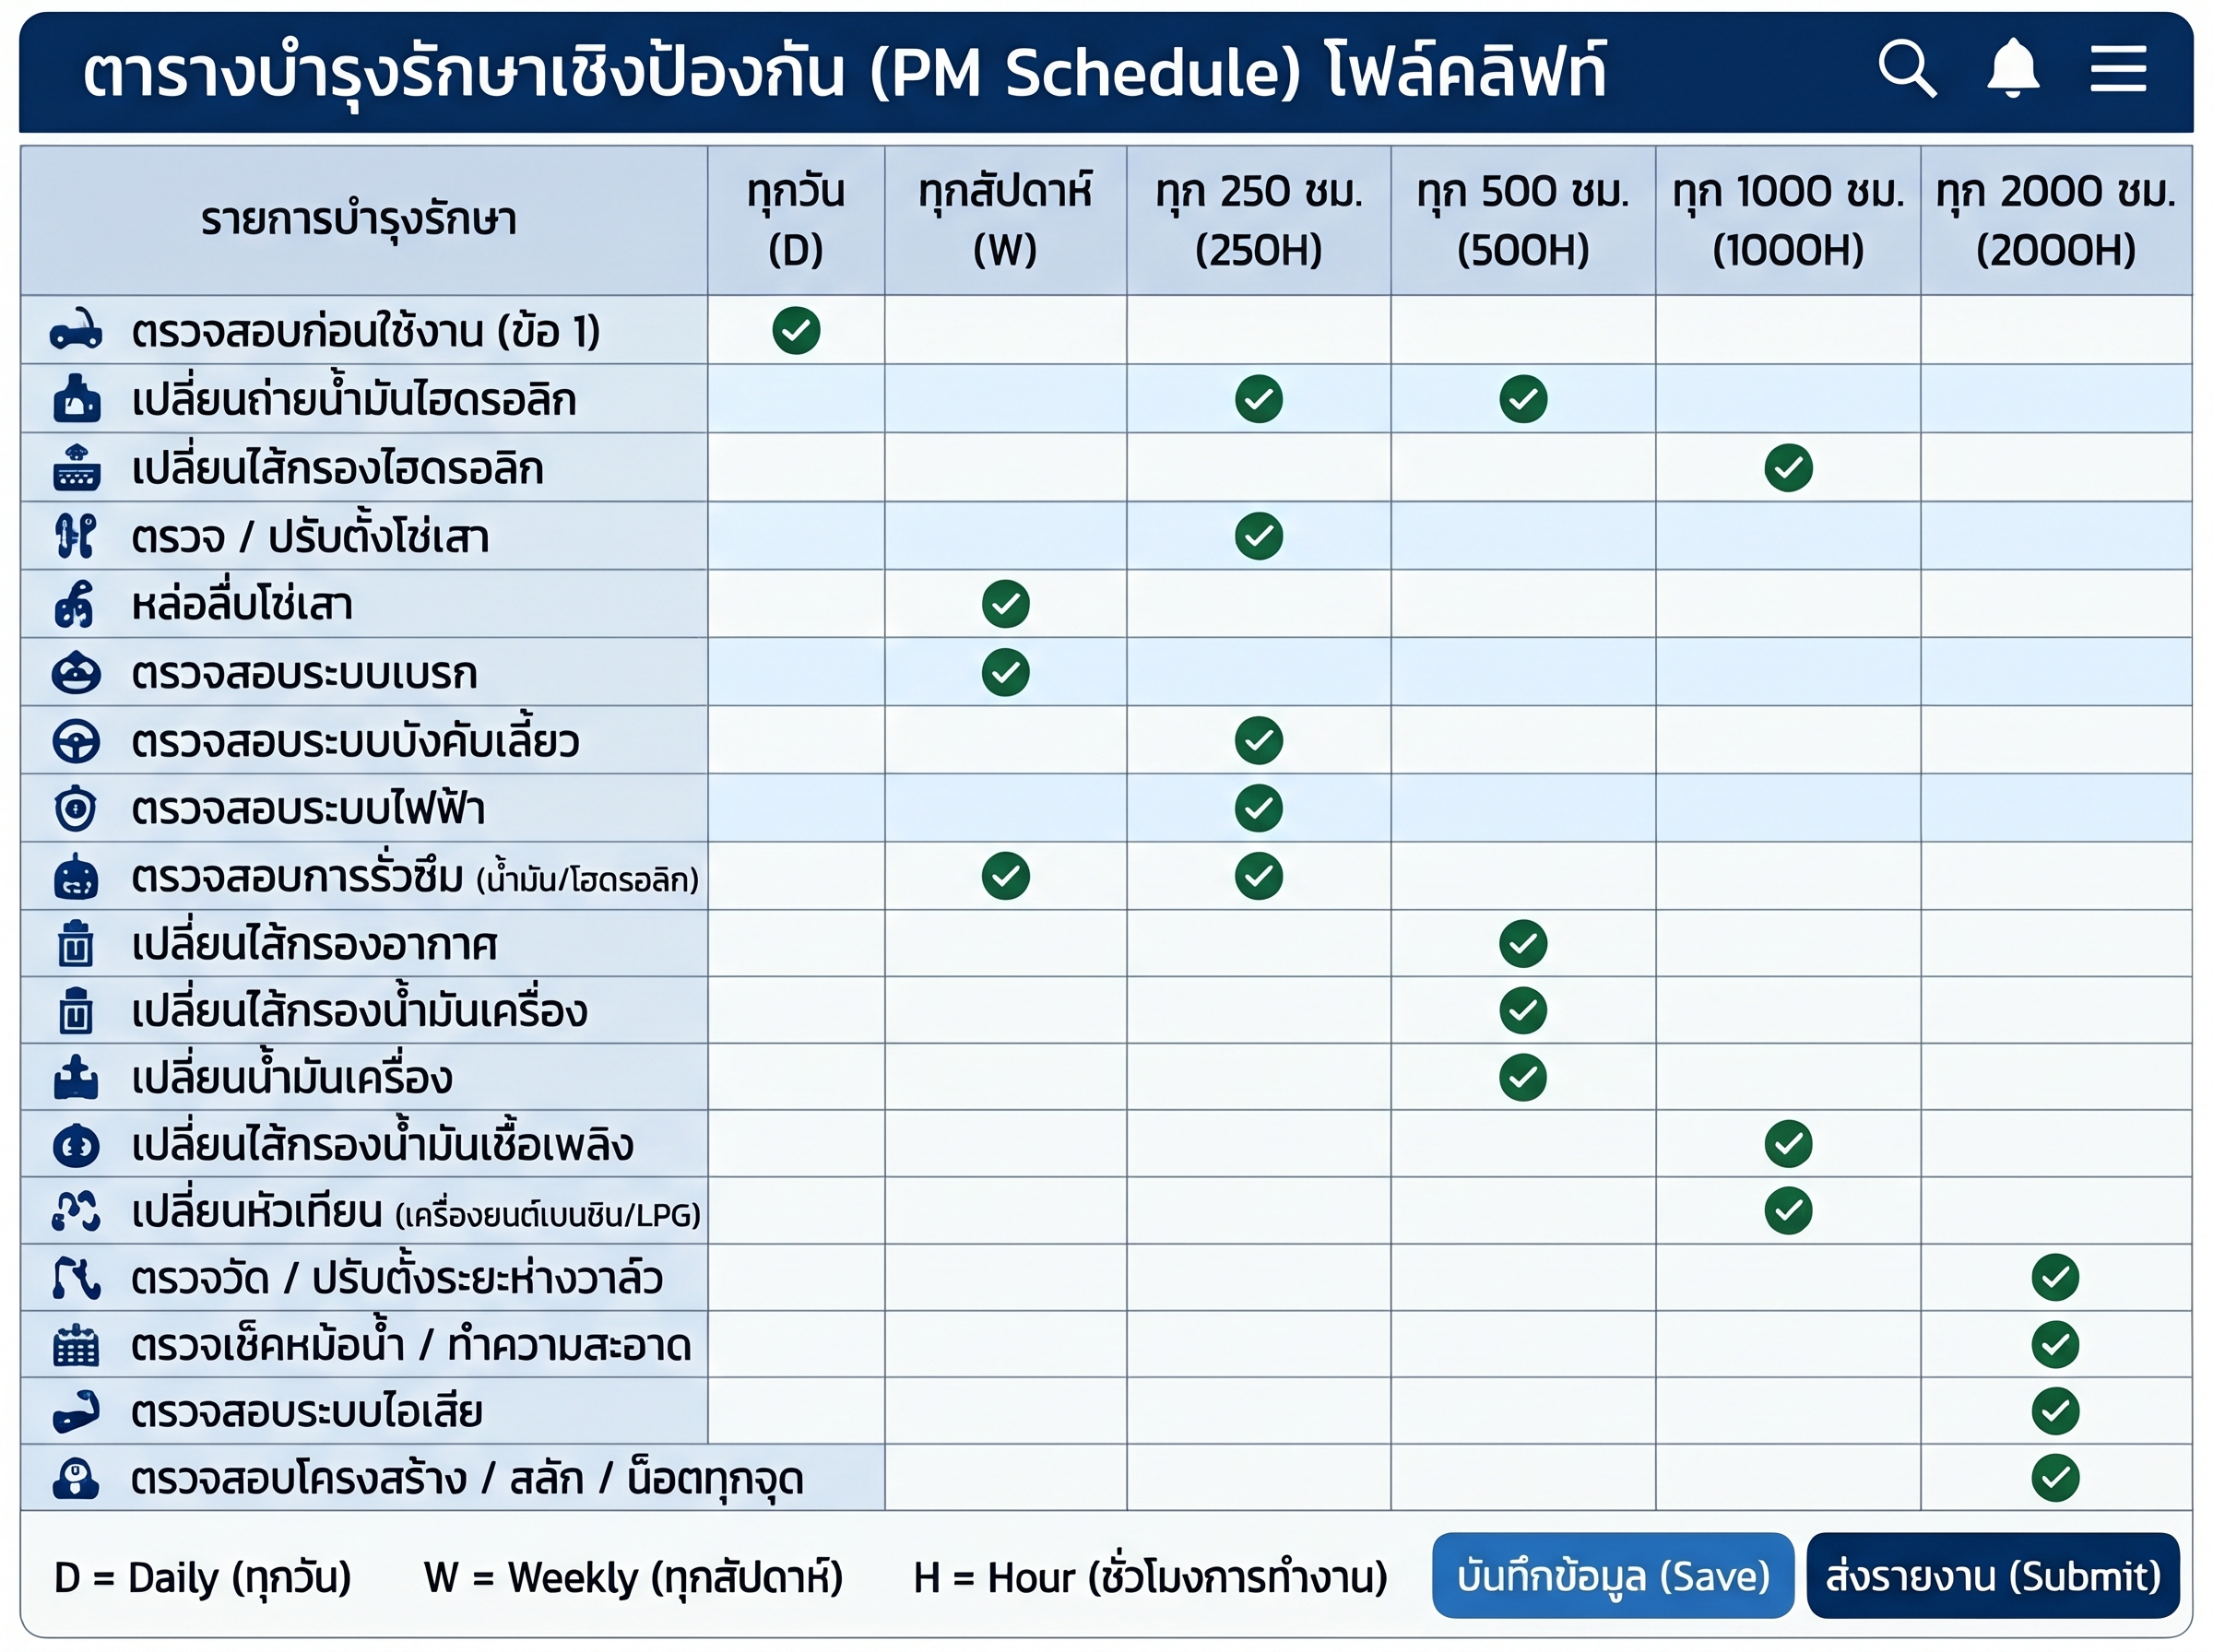 ตารางบำรุงรักษาเชิงป้องกัน (PM Schedule) โฟล์คลิฟท์
รายการบำรุงรักษา
ทุกวัน (D)
ทุกสัปดาห์ (W)
ทุก 250 ชม. (250H)
ทุก 500 ชม. (500H)
ทุก 1000 ชม. (1000H)
ทุก 2000 ชม. (2000H)
ตรวจสอบก่อนใช้งาน (ข้อ 1)
เปลี่ยนถ่ายน้ำมันไฮดรอลิก
เปลี่ยนไส้กรองไฮดรอลิก
ตรวจ / ปรับตั้งโซ่เสา
หล่อลื่นโซ่เสา
ตรวจสอบระบบเบรก
ตรวจสอบระบบบังคับเลี้ยว
ตรวจสอบระบบไฟฟ้า
ตรวจสอบการรั่วซึม (น้ำมัน/โฮดรอลิก)
เปลี่ยนไส้กรองอากาศ
เปลี่ยนไส้กรองน้ำมันเครื่อง
เปลี่ยนน้ำมันเครื่อง
เปลี่ยนไส้กรองน้ำมันเชื้อเพลิง
เปลี่ยนหัวเทียน (เครื่องยนต์เบนซิน/LPG)
ตรวจวัด / ปรับตั้งระยะห่างวาล์ว
ตรวจเช็คหม้อน้ำ / ทำความสะอาด
ตรวจสอบระบบไอเสีย
ตรวจสอบโครงสร้าง / สลัก / น็อตทุกจุด
D = Daily (ทุกวัน)
W = Weekly (ทุกสัปดาห์)
H = Hour (ชั่วโมงการทำงาน)
บันทึกข้อมูล (Save)
ส่งรายงาน (Submit)